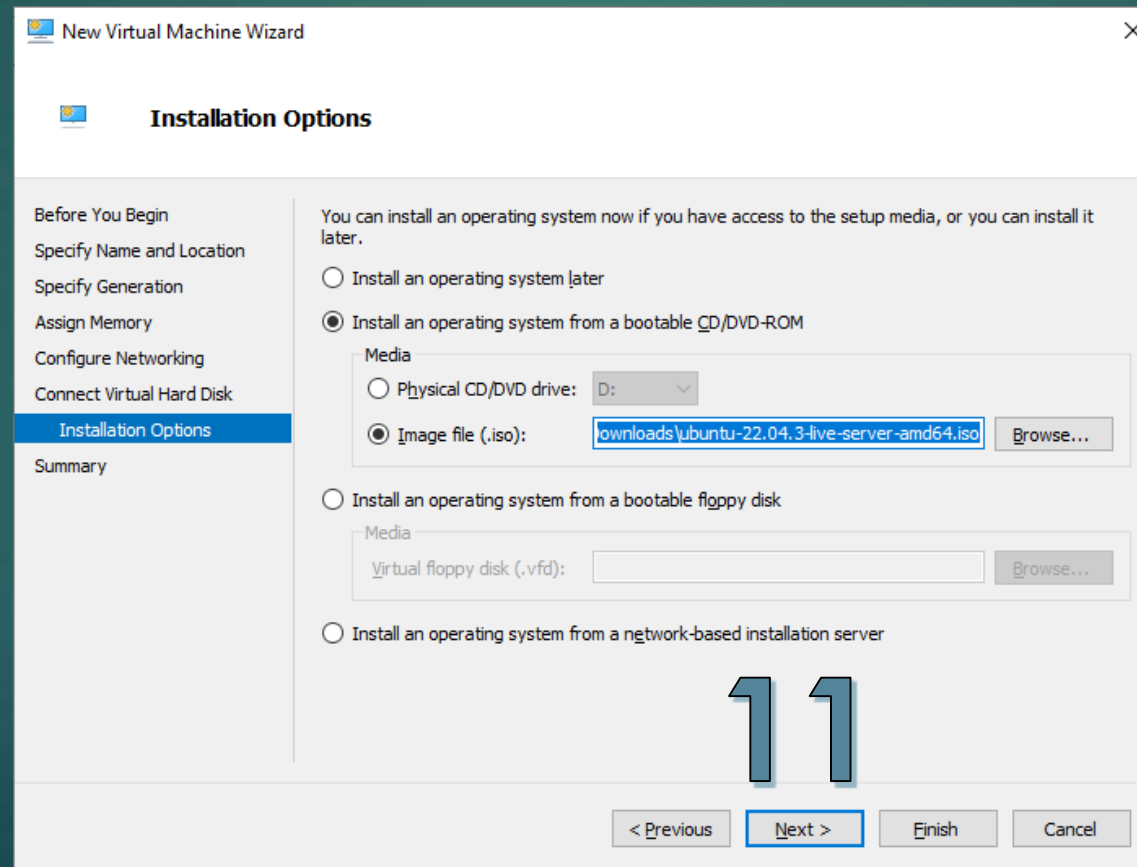 New Virtual Machine Wizard
Installation Options
Before You Begin
Specify Name and Location
Specify Generation
Assign Memory
Configure Networking
Connect Virtual Hard Disk
Installation Options
Summary
You can install an operating system now if you have access to the setup media, or you can install it
later.
Install an operating system later
Install an operating system from a bootable CD/DVD-ROM
Media
Physical CD/DVD drive: D:
Image file (.iso): ownloads\ubuntu-22.04.3-live-server-amd64.iso Browse...
Install an operating system from a bootable floppy disk
Media
Virtual floppy disk (.vfd): Browse...
Install an operating system from a network-based installation server
11
< Previous Next > Finish Cancel